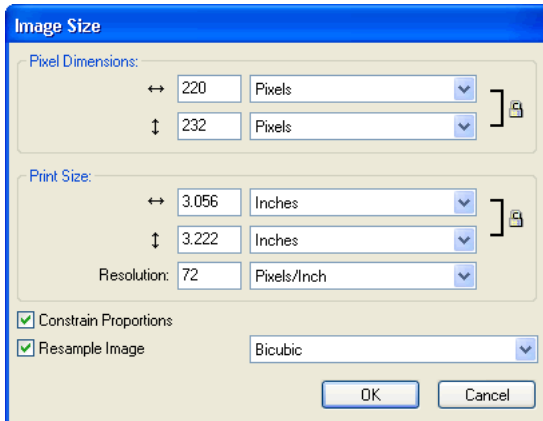 Image Size
Pixel Dimensions:
220 Pixels
232 Pixels
Print Size:
3.056 Inches
3.222 Inches
Resolution: 72 Pixels/Inch
Constrain Proportions
Resample Image Bicubic
OK Cancel